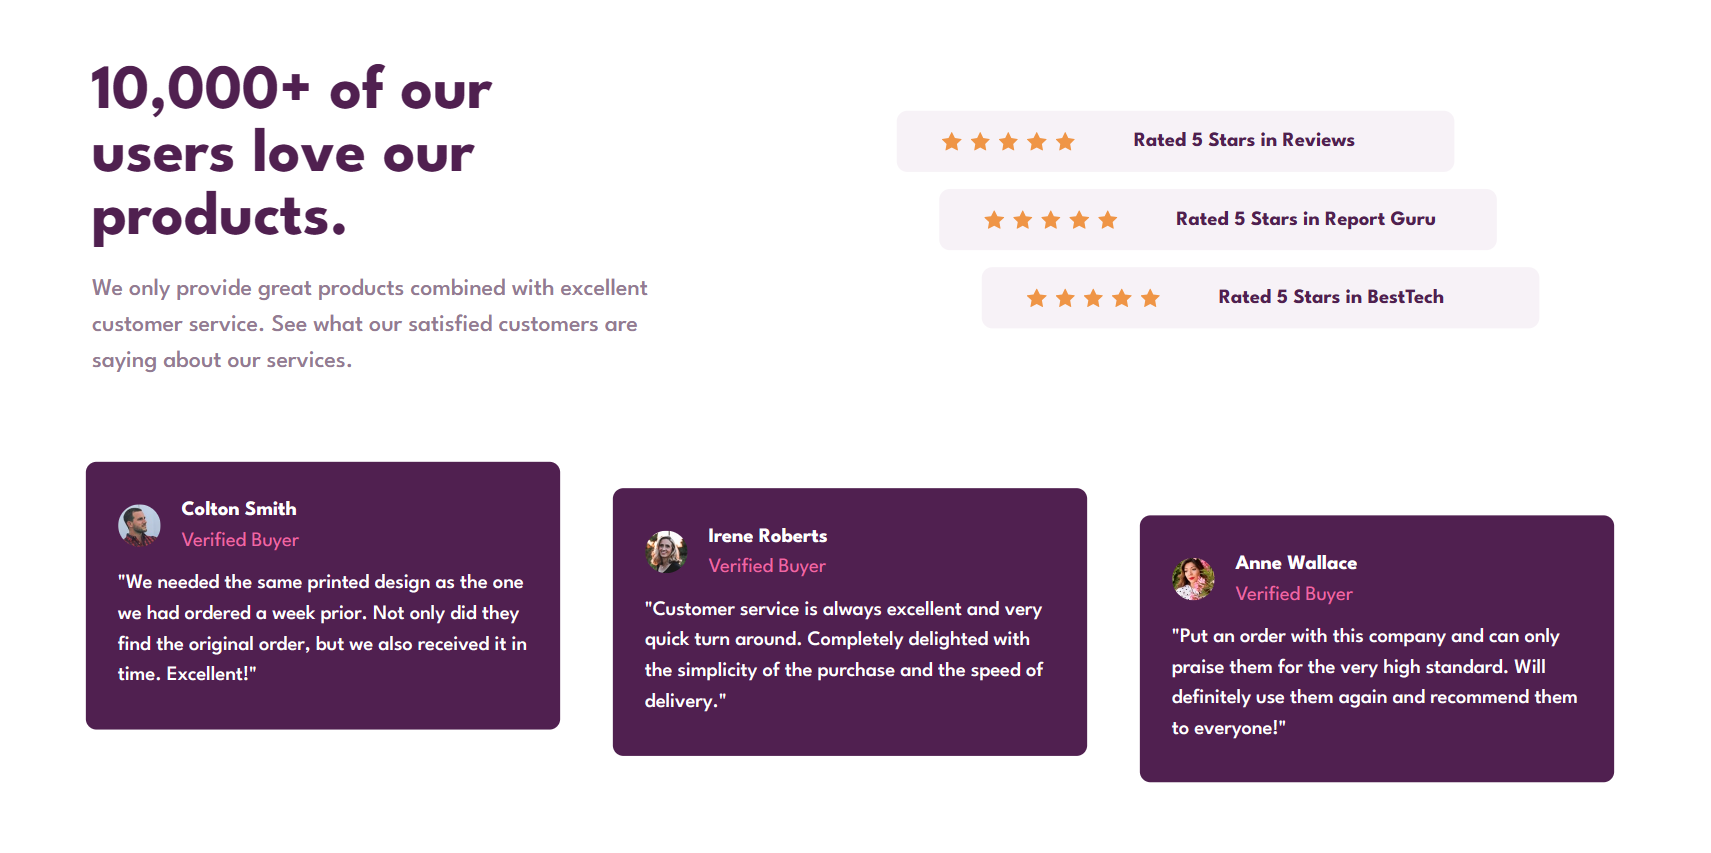 10,000+ of our
users love our
products.
We only provide great products combined with excellent
customer service. See what our satisfied customers are
saying about our services.
Rated 5 Stars in Reviews
Rated 5 Stars in Report Guru
Rated 5 Stars in BestTech
Colton Smith
Verified Buyer
"We needed the same printed design as the one
we had ordered a week prior. Not only did they
find the original order, but we also received it in
time. Excellent!"
Irene Roberts
Verified Buyer
"Customer service is always excellent and very
quick turn around. Completely delighted with
the simplicity of the purchase and the speed of
delivery."
Anne Wallace
Verified Buyer
"Put an order with this company and can only
praise them for the very high standard. Will
definitely use them again and recommend them
to everyone!"